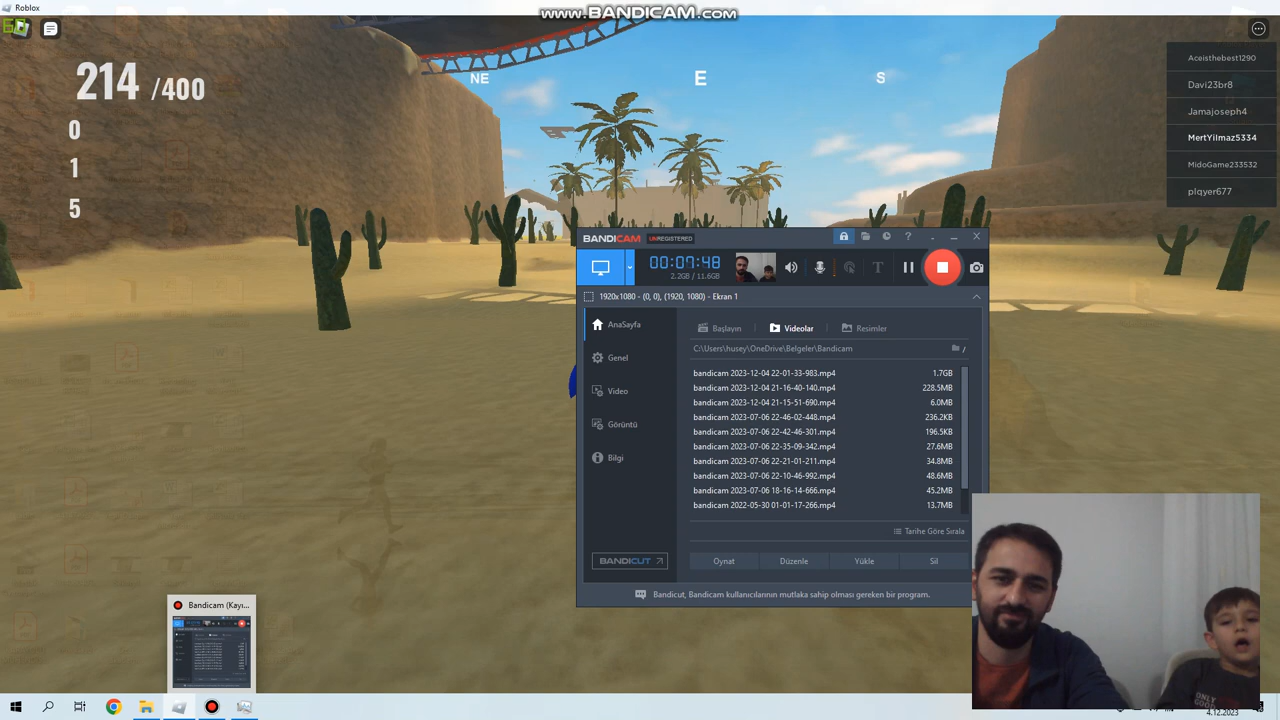 Roblox
www.BANDICAM.com
60
214 /400
0
1
5
NE
E
S
Aceisthebest1290
Davi23br8
Jamajoseph4
MertYilmaz5334
MidoGame233532
plqyer677
BANDICAM UNREGISTERED
00:07:48
2.2GB / 11.6GB
1920x1080 - (0, 0), (1920, 1080) - Ekran 1
AnaSayfa
Genel
Video
Görüntü
Bilgi
BANDICUT
Başlayın
Videolar
Resimler
C:\Users\husey\OneDrive\Belgeler\Bandicam
bandicam 2023-12-04 22-01-33-983.mp4 1.7GB
bandicam 2023-12-04 21-16-40-140.mp4 228.5MB
bandicam 2023-12-04 21-15-51-690.mp4 6.0MB
bandicam 2023-07-06 22-46-02-448.mp4 236.2KB
bandicam 2023-07-06 22-42-46-301.mp4 196.5KB
bandicam 2023-07-06 22-35-09-342.mp4 27.6MB
bandicam 2023-07-06 22-21-01-211.mp4 34.8MB
bandicam 2023-07-06 22-10-46-992.mp4 48.6MB
bandicam 2023-07-06 18-16-14-666.mp4 45.2MB
bandicam 2022-05-30 01-01-17-266.mp4 13.7MB
Tarihe Göre Sırala
Oynat
Düzenle
Yükle
Sil
Bandicut, Bandicam kullanıcılarının mutlaka sahip olması gereken bir program.
Bandicam (Kayı...
ONLY
GOOD
4.12.2023